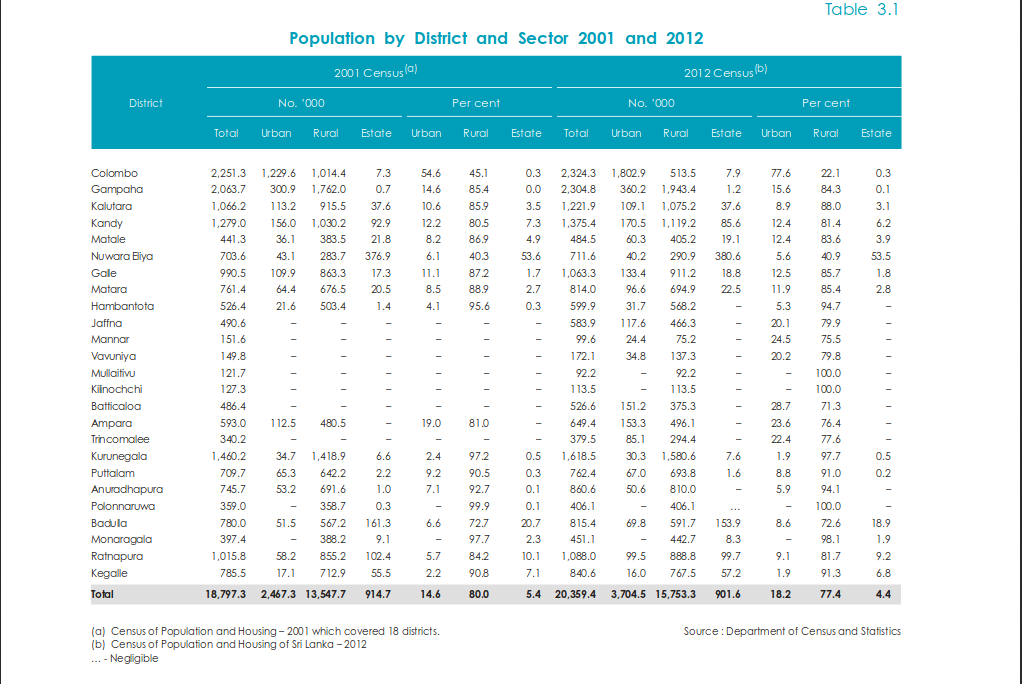 Table 3.1
Population by District and Sector 2001 and 2012
2001 Census(a) 2012 Census(b)
District No. '000 Per cent No. '000 Per cent
Total Urban Rural Estate Urban Rural Estate Total Urban Rural Estate Urban Rural Estate
Colombo 2,251.3 1,229.6 1,014.4 7.3 54.6 45.1 0.3 2,324.3 1,802.9 513.5 7.9 77.6 22.1 0.3
Gampaha 2,063.7 300.9 1,762.0 0.7 14.6 85.4 0.0 2,304.8 360.2 1,943.4 1.2 15.6 84.3 0.1
Kalutara 1,066.2 113.2 915.5 37.6 10.6 85.9 3.5 1,221.9 109.1 1,075.2 37.6 8.9 88.0 3.1
Kandy 1,279.0 156.0 1,030.2 92.9 12.2 80.5 7.3 1,375.4 170.5 1,119.2 85.6 12.4 81.4 6.2
Matale 441.3 36.1 383.5 21.8 8.2 86.9 4.9 484.5 60.3 405.2 19.1 12.4 83.6 3.9
Nuwara Eliya 703.6 43.1 283.7 376.9 6.1 40.3 53.6 711.6 40.2 290.9 380.6 5.6 40.9 53.5
Galle 990.5 109.9 863.3 17.3 11.1 87.2 1.7 1,063.3 133.4 911.2 18.8 12.5 85.7 1.8
Matara 761.4 64.4 676.5 20.5 8.5 88.9 2.7 814.0 96.6 694.9 22.5 11.9 85.4 2.8
Hambantota 526.4 21.6 503.4 1.4 4.1 95.6 0.3 599.9 31.7 568.2 – 5.3 94.7 –
Jaffna 490.6 – – – – – – 583.9 117.6 466.3 – 20.1 79.9 –
Mannar 151.6 – – – – – – 99.6 24.4 75.2 – 24.5 75.5 –
Vavuniya 149.8 – – – – – – 172.1 34.8 137.3 – 20.2 79.8 –
Mullaitivu 121.7 – – – – – – 92.2 – 92.2 – – 100.0 –
Kilinochchi 127.3 – – – – – – 113.5 – 113.5 – – 100.0 –
Batticaloa 486.4 – – – – – – 526.6 151.2 375.3 – 28.7 71.3 –
Ampara 593.0 112.5 480.5 – 19.0 81.0 – 649.4 153.3 496.1 – 23.6 76.4 –
Trincomalee 340.2 – – – – – – 379.5 85.1 294.4 – 22.4 77.6 –
Kurunegala 1,460.2 34.7 1,418.9 6.6 2.4 97.2 0.5 1,618.5 30.3 1,580.6 7.6 1.9 97.7 0.5
Puttalam 709.7 65.3 642.2 2.2 9.2 90.5 0.3 762.4 67.0 693.8 1.6 8.8 91.0 0.2
Anuradhapura 745.7 53.2 691.6 1.0 7.1 92.7 0.1 860.6 50.6 810.0 – 5.9 94.1 –
Polonnaruwa 359.0 – 358.7 0.3 – 99.9 0.1 406.1 – 406.1 ... – 100.0 –
Badulla 780.0 51.5 567.2 161.3 6.6 72.7 20.7 815.4 69.8 591.7 153.9 8.6 72.6 18.9
Monaragala 397.4 – 388.2 9.1 – 97.7 2.3 451.1 – 442.7 8.3 – 98.1 1.9
Ratnapura 1,015.8 58.2 855.2 102.4 5.7 84.2 10.1 1,088.0 99.5 888.8 99.7 9.1 81.7 9.2
Kegalle 785.5 17.1 712.9 55.5 2.2 90.8 7.1 840.6 16.0 767.5 57.2 1.9 91.3 6.8
Total 18,797.3 2,467.3 13,547.7 914.7 14.6 80.0 5.4 20,359.4 3,704.5 15,753.3 901.6 18.2 77.4 4.4
(a) Census of Population and Housing – 2001 which covered 18 districts. Source : Department of Census and Statistics
(b) Census of Population and Housing of Sri Lanka – 2012
... - Negligible